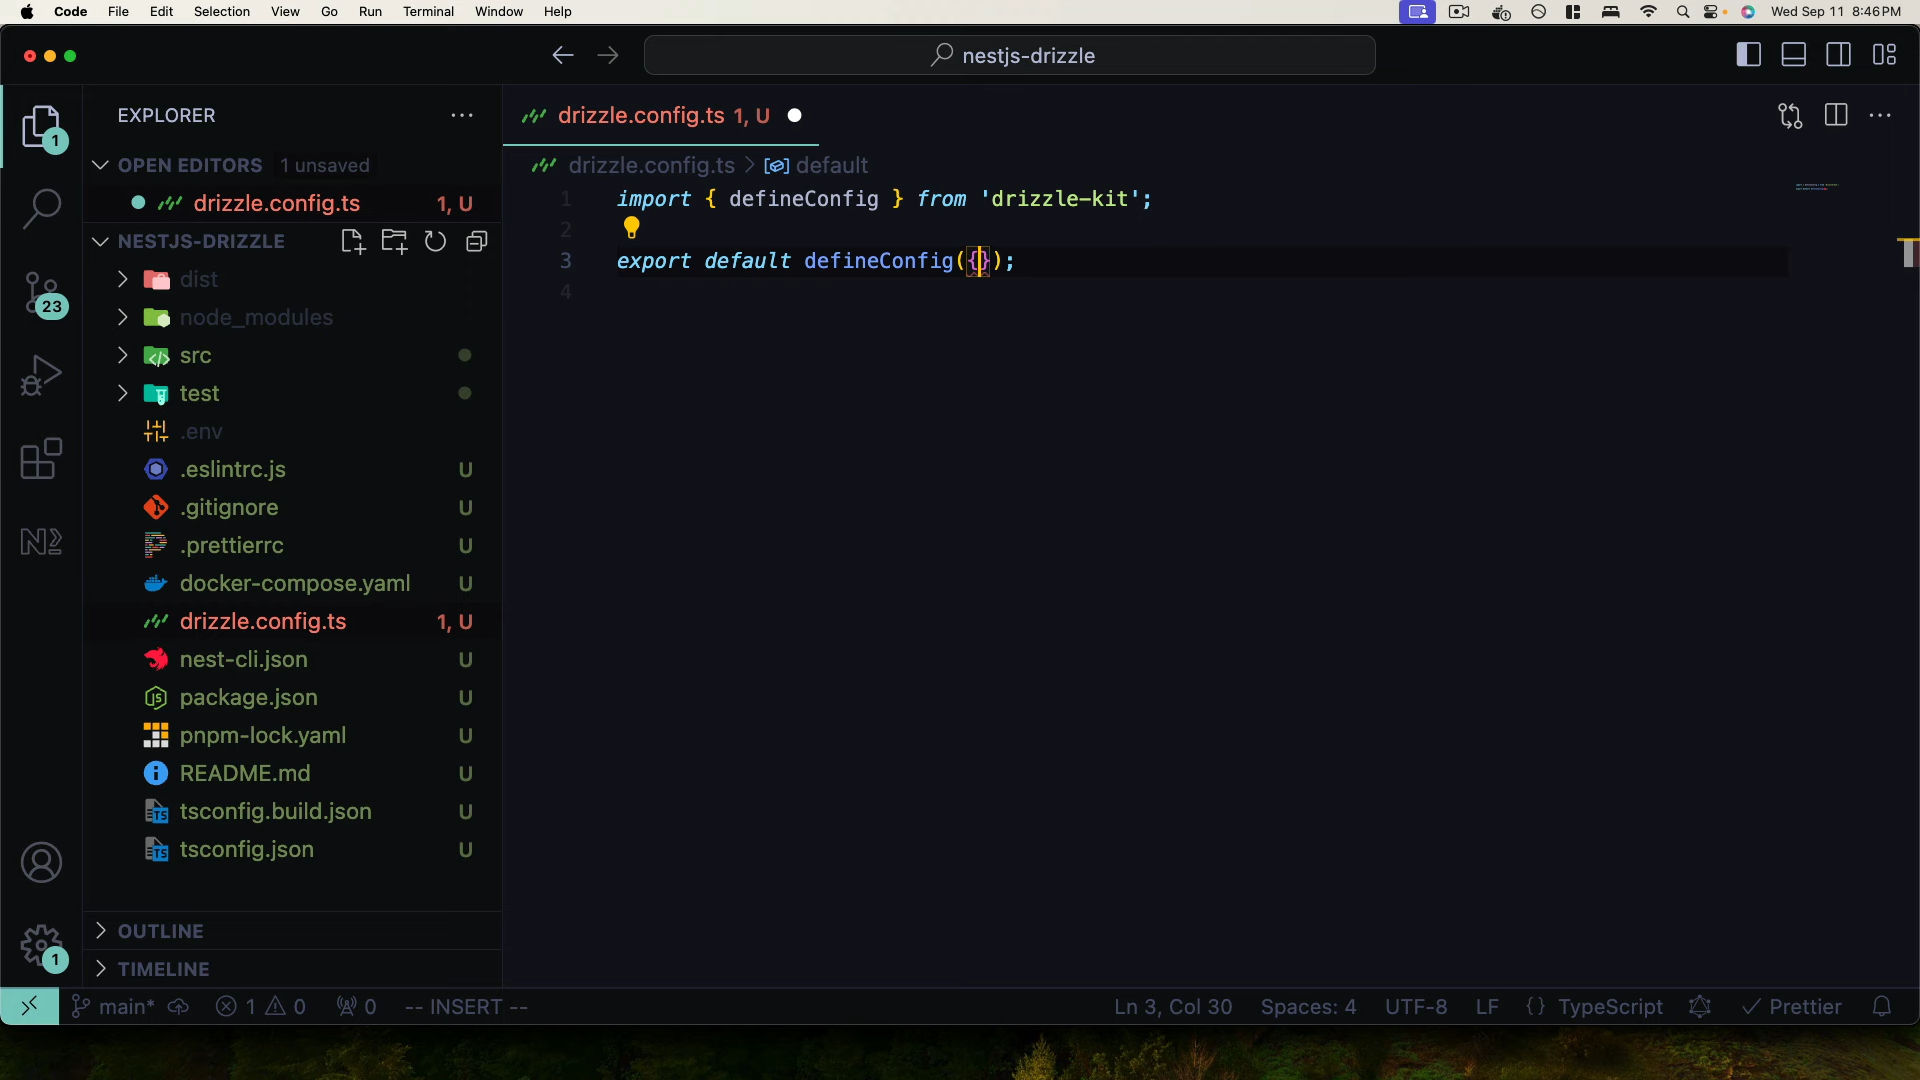 Code File Edit Selection View Go Run Terminal Window Help Wed Sep 11 8:46 PM
nestjs-drizzle
EXPLORER
OPEN EDITORS 1 unsaved
drizzle.config.ts 1, U
NESTJS-DRIZZLE
dist
node_modules
src
test
.env
.eslintrc.js U
.gitignore U
.prettierrc U
docker-compose.yaml U
drizzle.config.ts 1, U
nest-cli.json U
package.json U
pnpm-lock.yaml U
README.md U
tsconfig.build.json U
tsconfig.json U
OUTLINE
TIMELINE
1
23
1
drizzle.config.ts 1, U
drizzle.config.ts > default
1 import { defineConfig } from 'drizzle-kit';
2
3 export default defineConfig({});
4
main* 1 0 0 -- INSERT -- Ln 3, Col 30 Spaces: 4 UTF-8 LF {} TypeScript Prettier